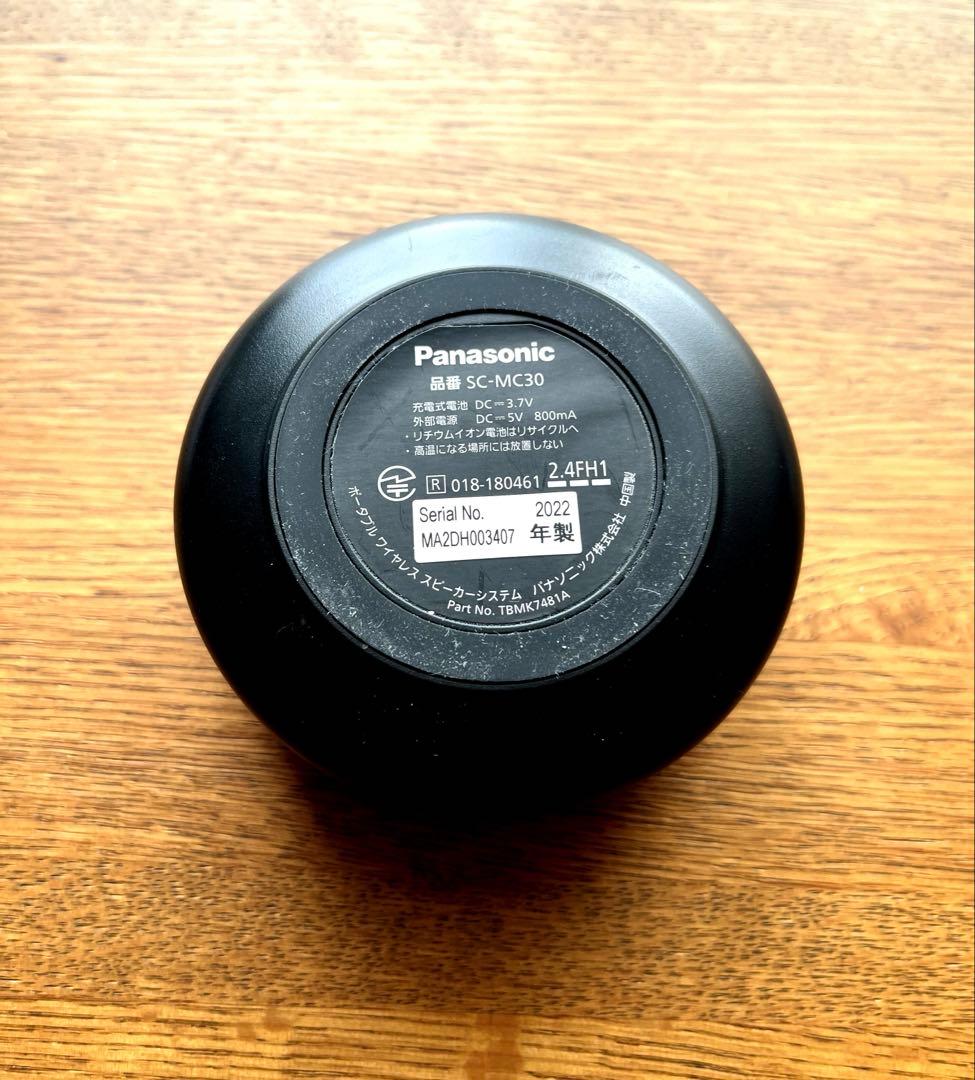 Panasonic
品番 SC-MC30
充電式電池 DC⎓3.7V
外部電源 DC⎓5V 800mA
・リチウムイオン電池はリサイクルへ
・高温になる場所には放置しない
R 018-180461 2.4FH1
Serial No. 2022
MA2DH003407 年製
ポータブル ワイヤレス スピーカーシステム パナソニック株式会社 中国製
Part No. TBMK7481A